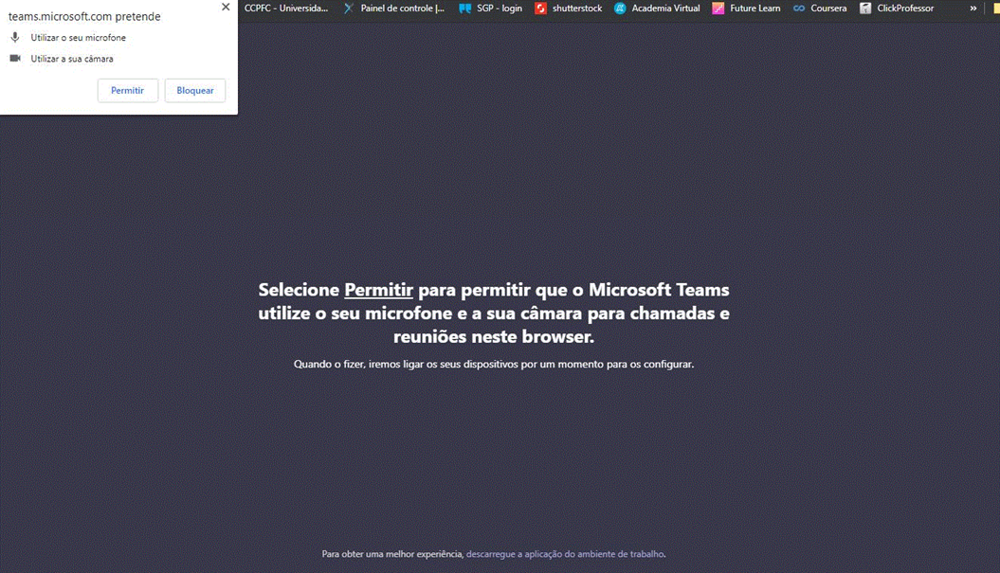 teams.microsoft.com pretende
Utilizar o seu microfone
Utilizar a sua câmara
Permitir Bloquear
CCPFC - Universida... Painel de controle |... SGP - login shutterstock Academia Virtual Future Learn Coursera ClickProfessor »
Selecione Permitir para permitir que o Microsoft Teams
utilize o seu microfone e a sua câmara para chamadas e
reuniões neste browser.
Quando o fizer, iremos ligar os seus dispositivos por um momento para os configurar.
Para obter uma melhor experiência, descarregue a aplicação do ambiente de trabalho.